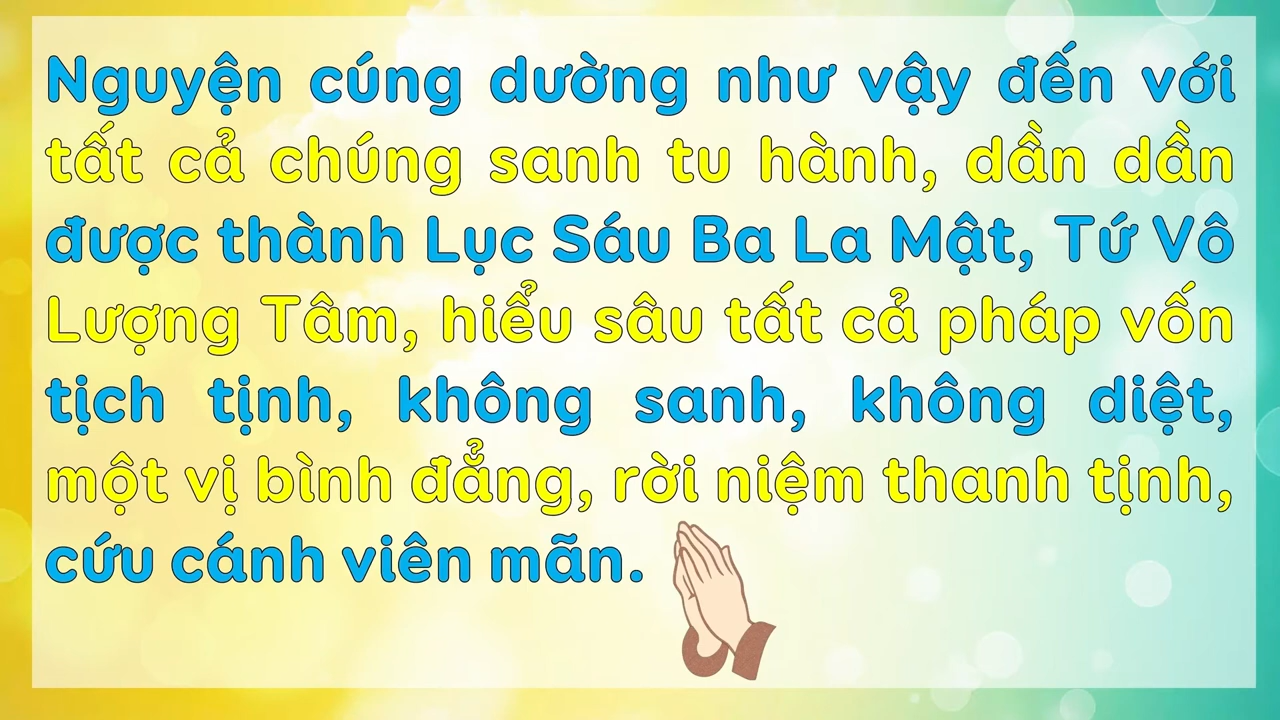 Nguyện cúng dường như vậy đến với
tất cả chúng sanh tu hành, dần dần
được thành Lục Sáu Ba La Mật, Tứ Vô
Lượng Tâm, hiểu sâu tất cả pháp vốn
tịch tịnh, không sanh, không diệt,
một vị bình đẳng, rời niệm thanh tịnh,
cứu cánh viên mãn.